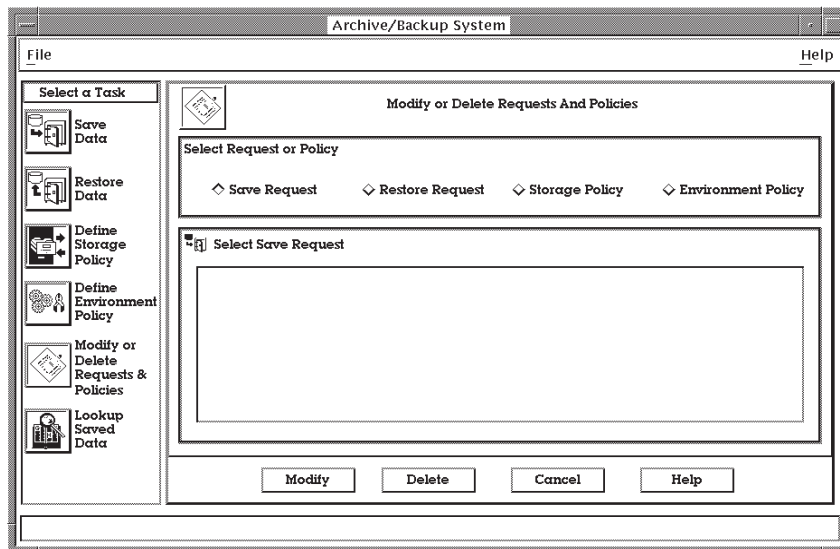 Archive/Backup System
File Help
Select a Task
Save
Data
Restore
Data
Define
Storage
Policy
Define
Environment
Policy
Modify or
Delete
Requests &
Policies
Lookup
Saved
Data
Modify or Delete Requests And Policies
Select Request or Policy
Save Request Restore Request Storage Policy Environment Policy
Select Save Request
Modify Delete Cancel Help